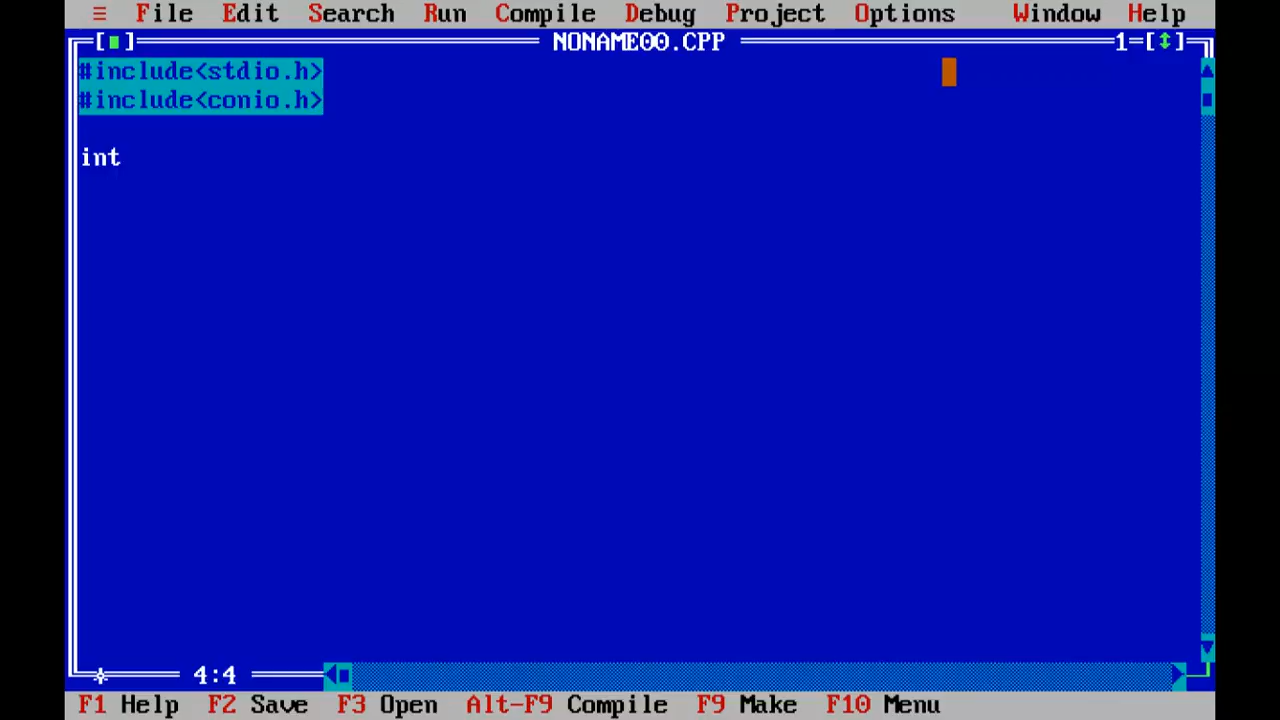 ≡ File Edit Search Run Compile Debug Project Options Window Help
[■] NONAME00.CPP 1=[↕]
#include<stdio.h>
#include<conio.h>
int
4:4
F1 Help F2 Save F3 Open Alt-F9 Compile F9 Make F10 Menu